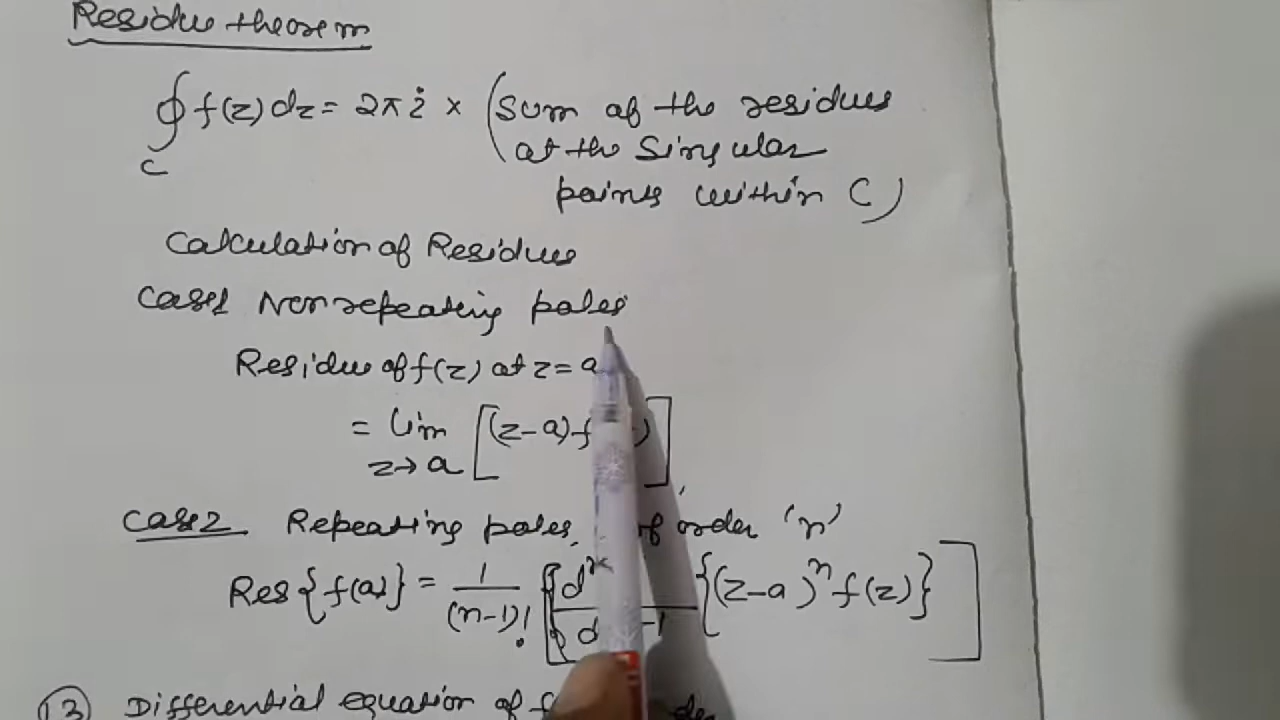 Residue theorem
∮ f(z) dz = 2πi × (Sum of the residues
C
at the Singular
points within C)
Calculation of Residues
Case1 Nonrepeating poles
Residue of f(z) at z = a
= Lim [(z-a) f
z→a
Case2 Repeating poles, of order 'n'
Res{f(a)} = 1/(n-1)! [d {(z-a)^n f(z)}]
13 Differential equation of